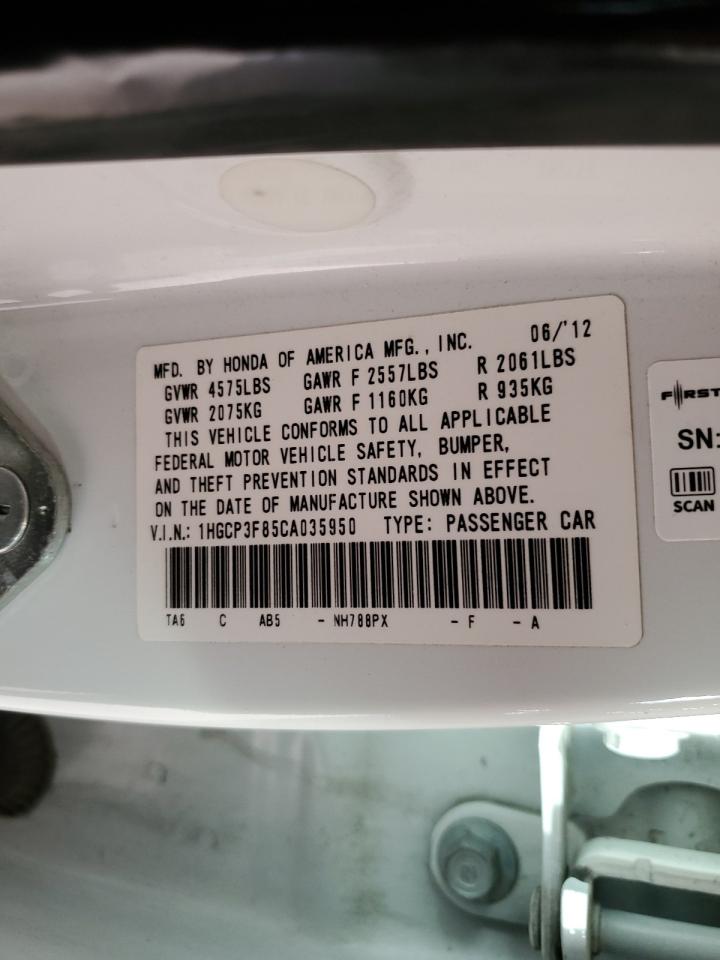 06/'12
MFD. BY HONDA OF AMERICA MFG., INC.
GVWR 4575LBS GAWR F 2557LBS R 2061LBS
GVWR 2075KG GAWR F 1160KG R 935KG
THIS VEHICLE CONFORMS TO ALL APPLICABLE
FEDERAL MOTOR VEHICLE SAFETY, BUMPER,
AND THEFT PREVENTION STANDARDS IN EFFECT
ON THE DATE OF MANUFACTURE SHOWN ABOVE.
V.I.N.: 1HGCP3F85CA035950 TYPE: PASSENGER CAR
TA6 C AB5 - NH788PX - F - A
FIRST
SN:
SCAN